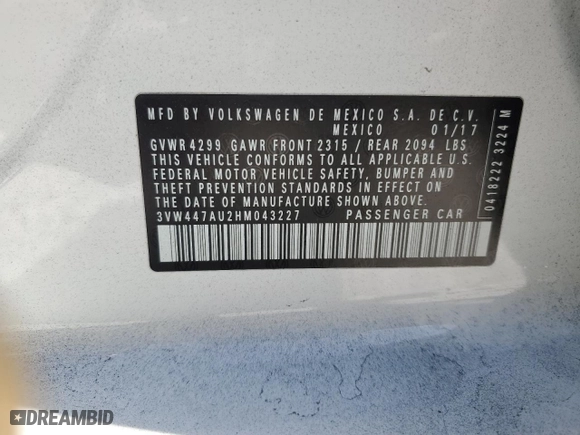 MFD BY VOLKSWAGEN DE MEXICO S.A. DE C.V.
MEXICO 01/17
GVWR 4299 GAWR FRONT 2315 / REAR 2094 LBS
THIS VEHICLE CONFORMS TO ALL APPLICABLE U.S.
FEDERAL MOTOR VEHICLE SAFETY, BUMPER AND
THEFT PREVENTION STANDARDS IN EFFECT ON
THE DATE OF MANUFACTURE SHOWN ABOVE.
3VW447AU2HM043227 PASSENGER CAR
0418222 3224 M
DREAMBID